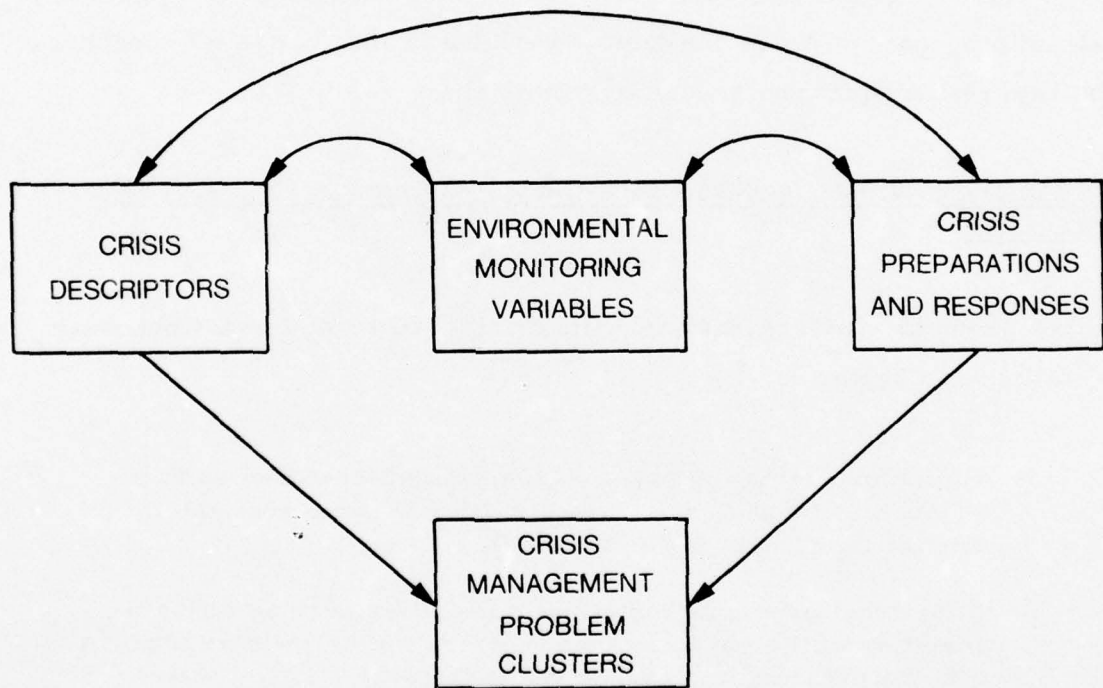 CRISIS
DESCRIPTORS
ENVIRONMENTAL
MONITORING
VARIABLES
CRISIS
PREPARATIONS
AND RESPONSES
CRISIS
MANAGEMENT
PROBLEM
CLUSTERS